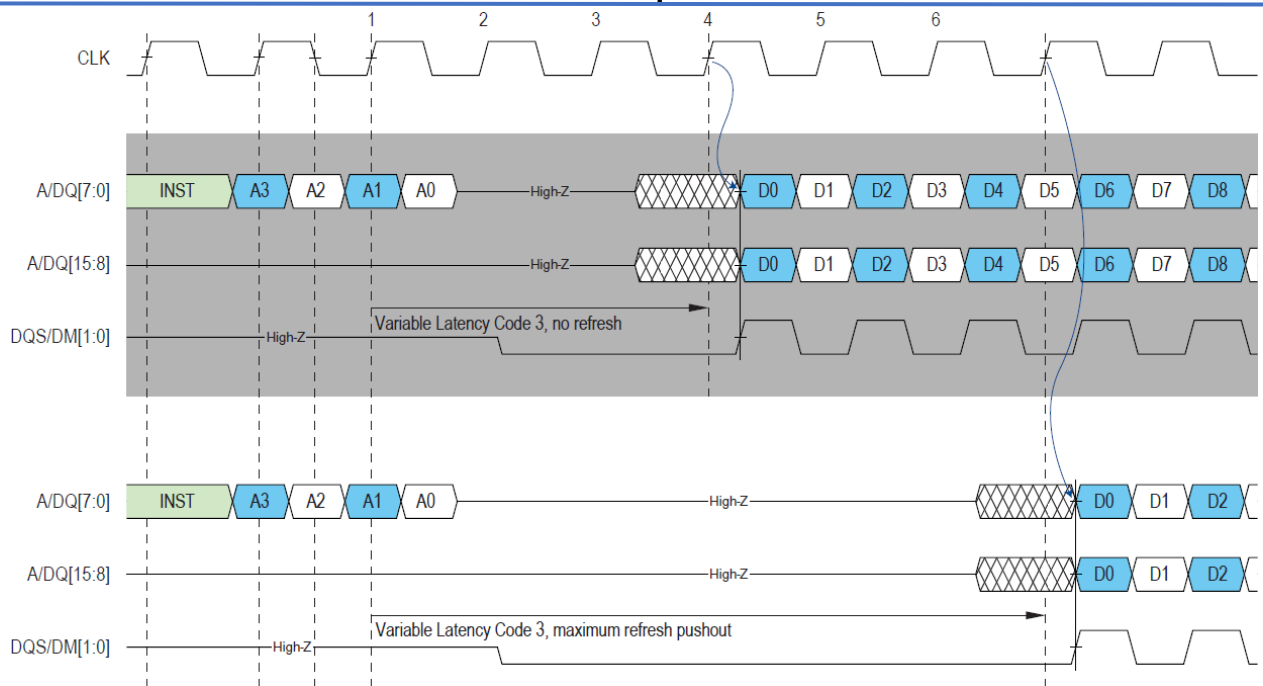 1 2 3 4 5 6
CLK
A/DQ[7:0] INST A3 A2 A1 A0 High-Z D0 D1 D2 D3 D4 D5 D6 D7 D8
A/DQ[15:8] High-Z D0 D1 D2 D3 D4 D5 D6 D7 D8
Variable Latency Code 3, no refresh
DQS/DM[1:0] High-Z
A/DQ[7:0] INST A3 A2 A1 A0 High-Z D0 D1 D2
A/DQ[15:8] High-Z D0 D1 D2
Variable Latency Code 3, maximum refresh pushout
DQS/DM[1:0] High-Z